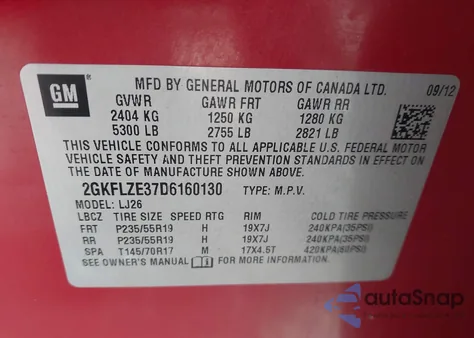 GM
MFD BY GENERAL MOTORS OF CANADA LTD. 09/12
GVWR GAWR FRT GAWR RR
2404 KG 1250 KG 1280 KG
5300 LB 2755 LB 2821 LB
THIS VEHICLE CONFORMS TO ALL APPLICABLE U.S. FEDERAL MOTOR
VEHICLE SAFETY AND THEFT PREVENTION STANDARDS IN EFFECT ON
THE DATE OF MANUFACTURE SHOWN ABOVE.
2GKFLZE37D6160130 TYPE: M.P.V.
MODEL: LJ26
LBCZ TIRE SIZE SPEED RTG RIM COLD TIRE PRESSURE
FRT P235/55R19 H 19X7J 240KPA(35PSI)
RR P235/55R19 H 19X7J 240KPA(35PSI)
SPA T145/70R17 M 17X4.6T 420KPA(60PSI)
SEE OWNER'S MANUAL FOR MORE INFORMATION.
autoSnap